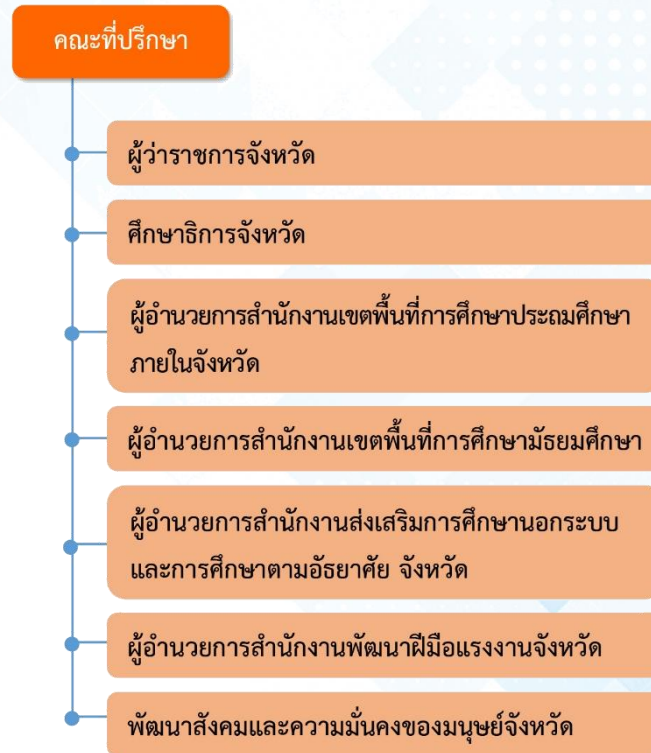 คณะที่ปรึกษา
ผู้ว่าราชการจังหวัด
ศึกษาธิการจังหวัด
ผู้อำนวยการสำนักงานเขตพื้นที่การศึกษาประถมศึกษา
ภายในจังหวัด
ผู้อำนวยการสำนักงานเขตพื้นที่การศึกษามัธยมศึกษา
ผู้อำนวยการสำนักงานส่งเสริมการศึกษานอกระบบ
และการศึกษาตามอัธยาศัย จังหวัด
ผู้อำนวยการสำนักงานพัฒนาฝีมือแรงงานจังหวัด
พัฒนาสังคมและความมั่นคงของมนุษย์จังหวัด